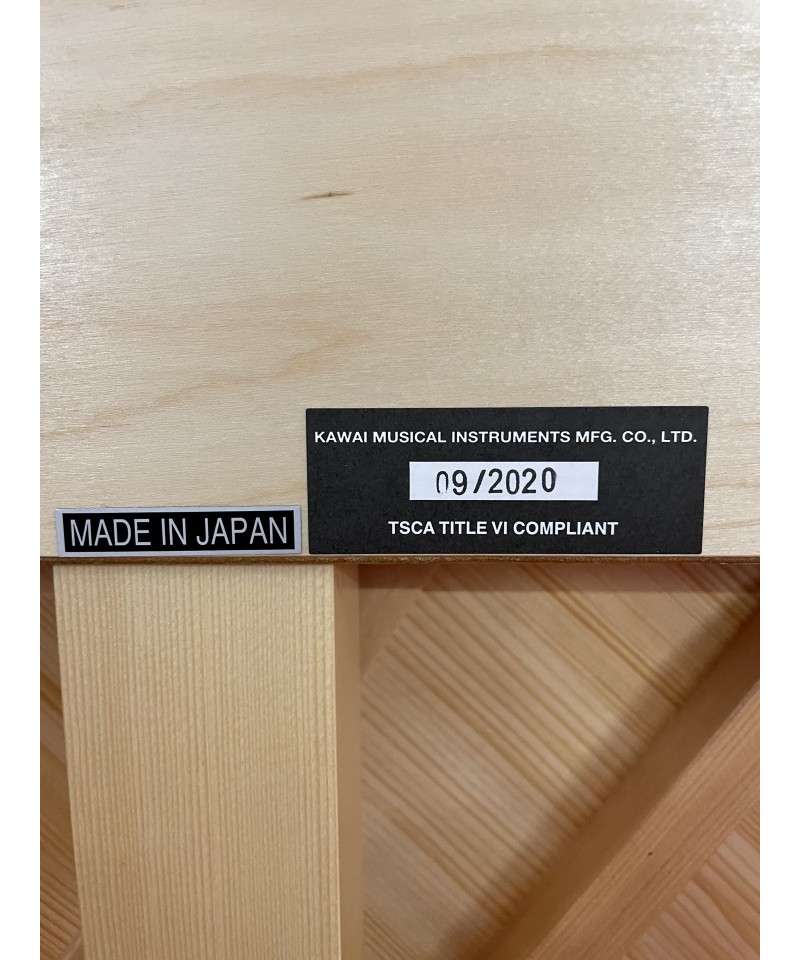 KAWAI MUSICAL INSTRUMENTS MFG. CO., LTD.
09/2020
TSCA TITLE VI COMPLIANT
MADE IN JAPAN